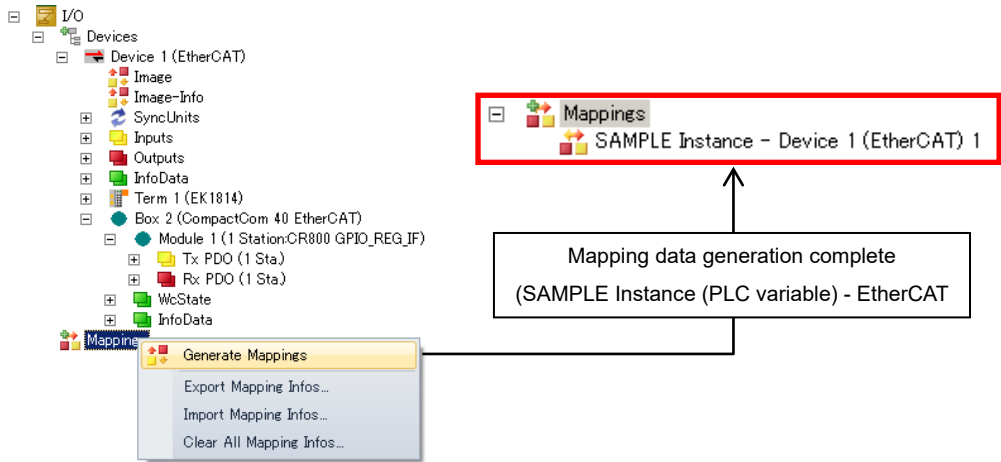 I/O
Devices
Device 1 (EtherCAT)
Image
Image-Info
SyncUnits
Inputs
Outputs
InfoData
Term 1 (EK1814)
Box 2 (CompactCom 40 EtherCAT)
Module 1 (1 Station:CR800 GPIO_REG_IF)
Tx PDO (1 Sta.)
Rx PDO (1 Sta.)
WcState
InfoData
Mapping
Generate Mappings
Export Mapping Infos...
Import Mapping Infos...
Clear All Mapping Infos...
Mappings
SAMPLE Instance - Device 1 (EtherCAT) 1
Mapping data generation complete
(SAMPLE Instance (PLC variable) - EtherCAT